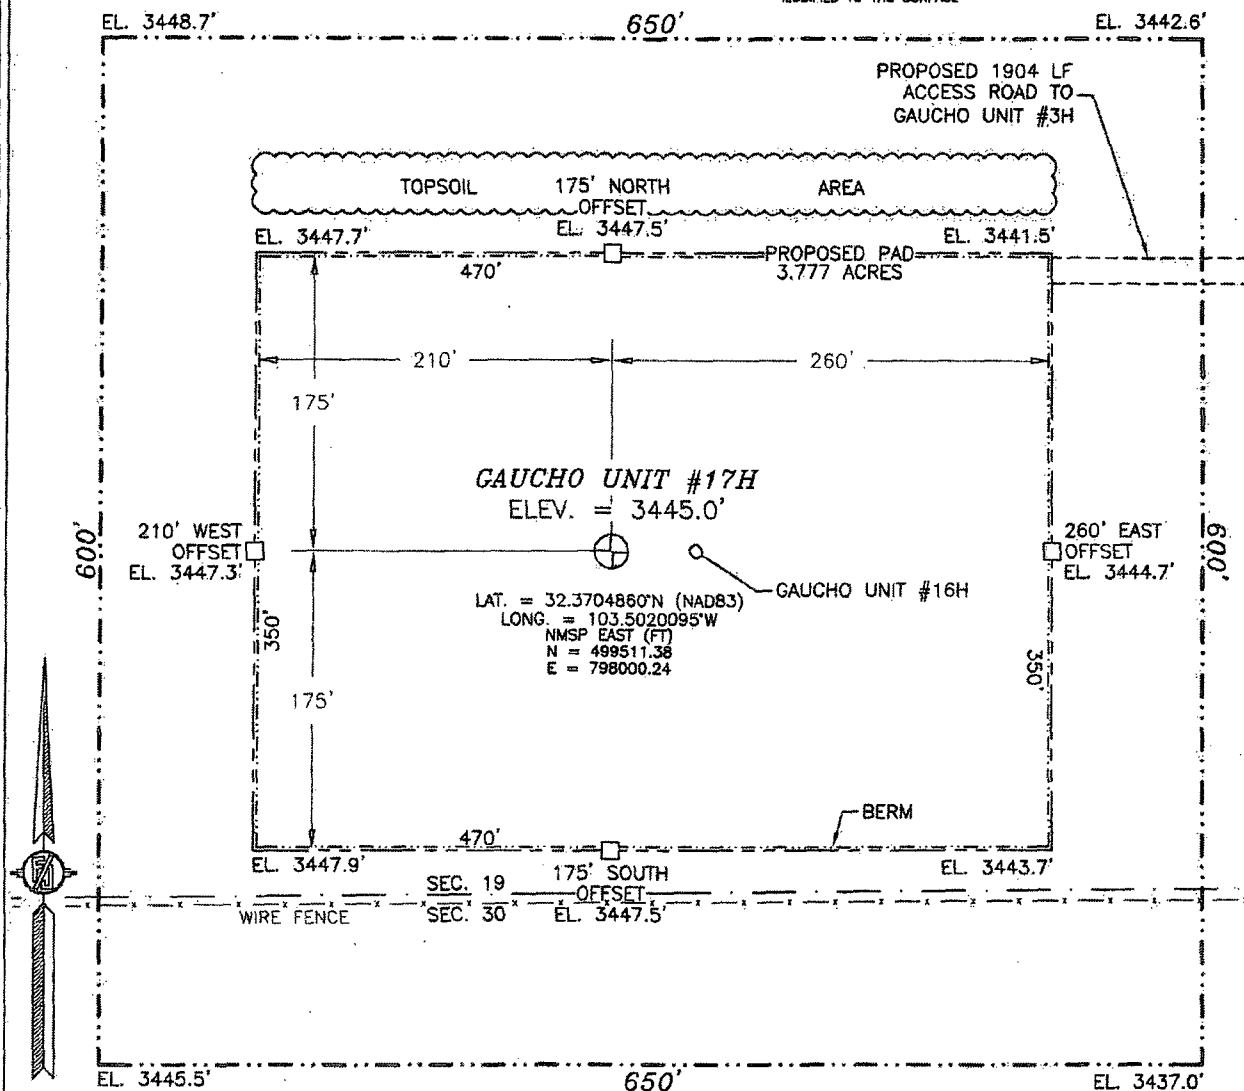 EL. 3448.7'
650'
EL. 3442.6'
PROPOSED 1904 LF
ACCESS ROAD TO
GAUCHO UNIT #3H
TOPSOIL
175' NORTH
OFFSET
EL. 3447.5'
AREA
EL. 3447.7'
EL. 3441.5'
470'
PROPOSED PAD
3.777 ACRES
210'
260'
175'
GAUCHO UNIT #17H
ELEV. = 3445.0'
600'
210' WEST
OFFSET
EL. 3447.3'
260' EAST
OFFSET
EL. 3444.7'
600'
GAUCHO UNIT #16H
LAT. = 32.3704860°N (NAD83)
LONG. = 103.5020095°W
NMSP EAST (FT)
N = 499511.38
E = 798000.24
350'
350'
175'
BERM
470'
EL. 3447.9'
175' SOUTH
OFFSET
EL. 3447.5'
EL. 3443.7'
SEC. 19
SEC. 30
WIRE FENCE
EL. 3445.5'
650'
EL. 3437.0'